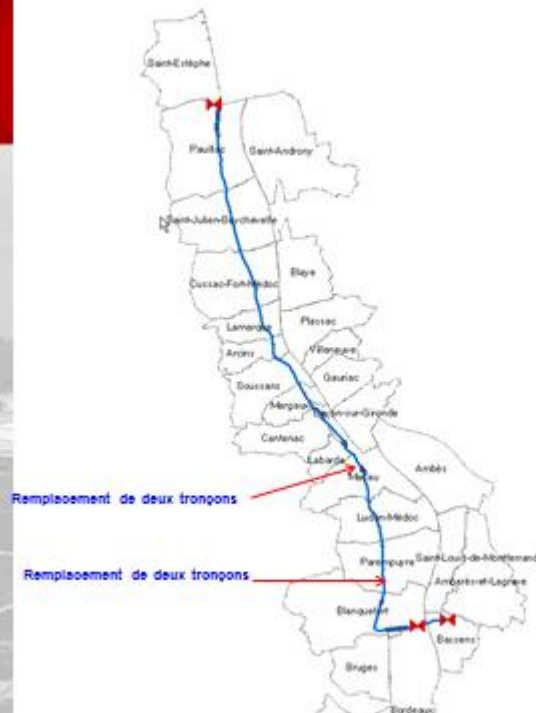 Saint-Estèphe
Pauillac
Saint-Androny
Saint-Julien-Beychevelle
Blaye
Cussac-Fort-Médoc
Plassac
Lamarque
Villeneuve
Arcins
Gauriac
Soussans
Margaux
Bayon-sur-Gironde
Cantenac
Labarde
Ambès
Macau
Remplacement de deux tronçons
Ludon-Médoc
Parempuyre
Saint-Louis-de-Montferrand
Remplacement de deux tronçons
Ambarès-et-Lagrave
Blanquefort
Bassens
Bruges
Bordeaux